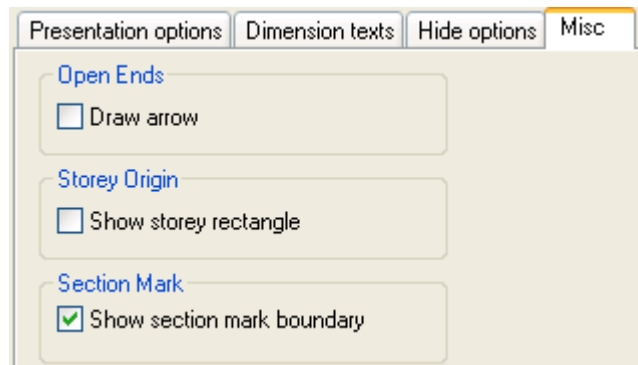 Presentation options Dimension texts Hide options Misc
Open Ends
Draw arrow
Storey Origin
Show storey rectangle
Section Mark
Show section mark boundary